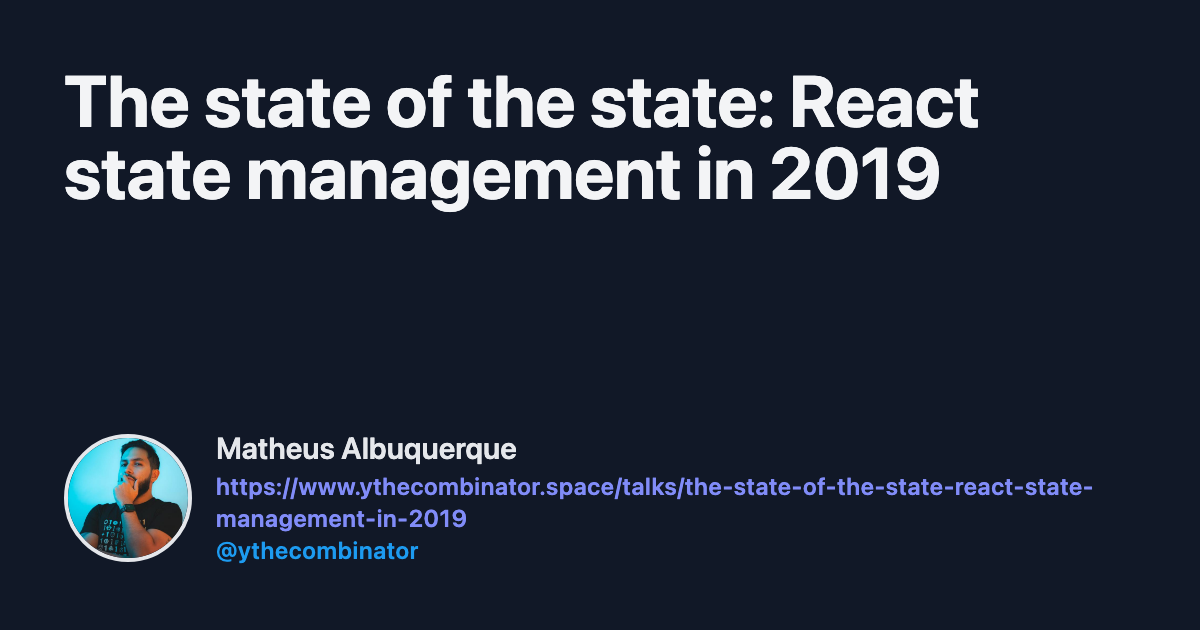 The state of the state: React
state management in 2019
Matheus Albuquerque
https://www.ythecombinator.space/talks/the-state-of-the-state-react-state-
management-in-2019
@ythecombinator